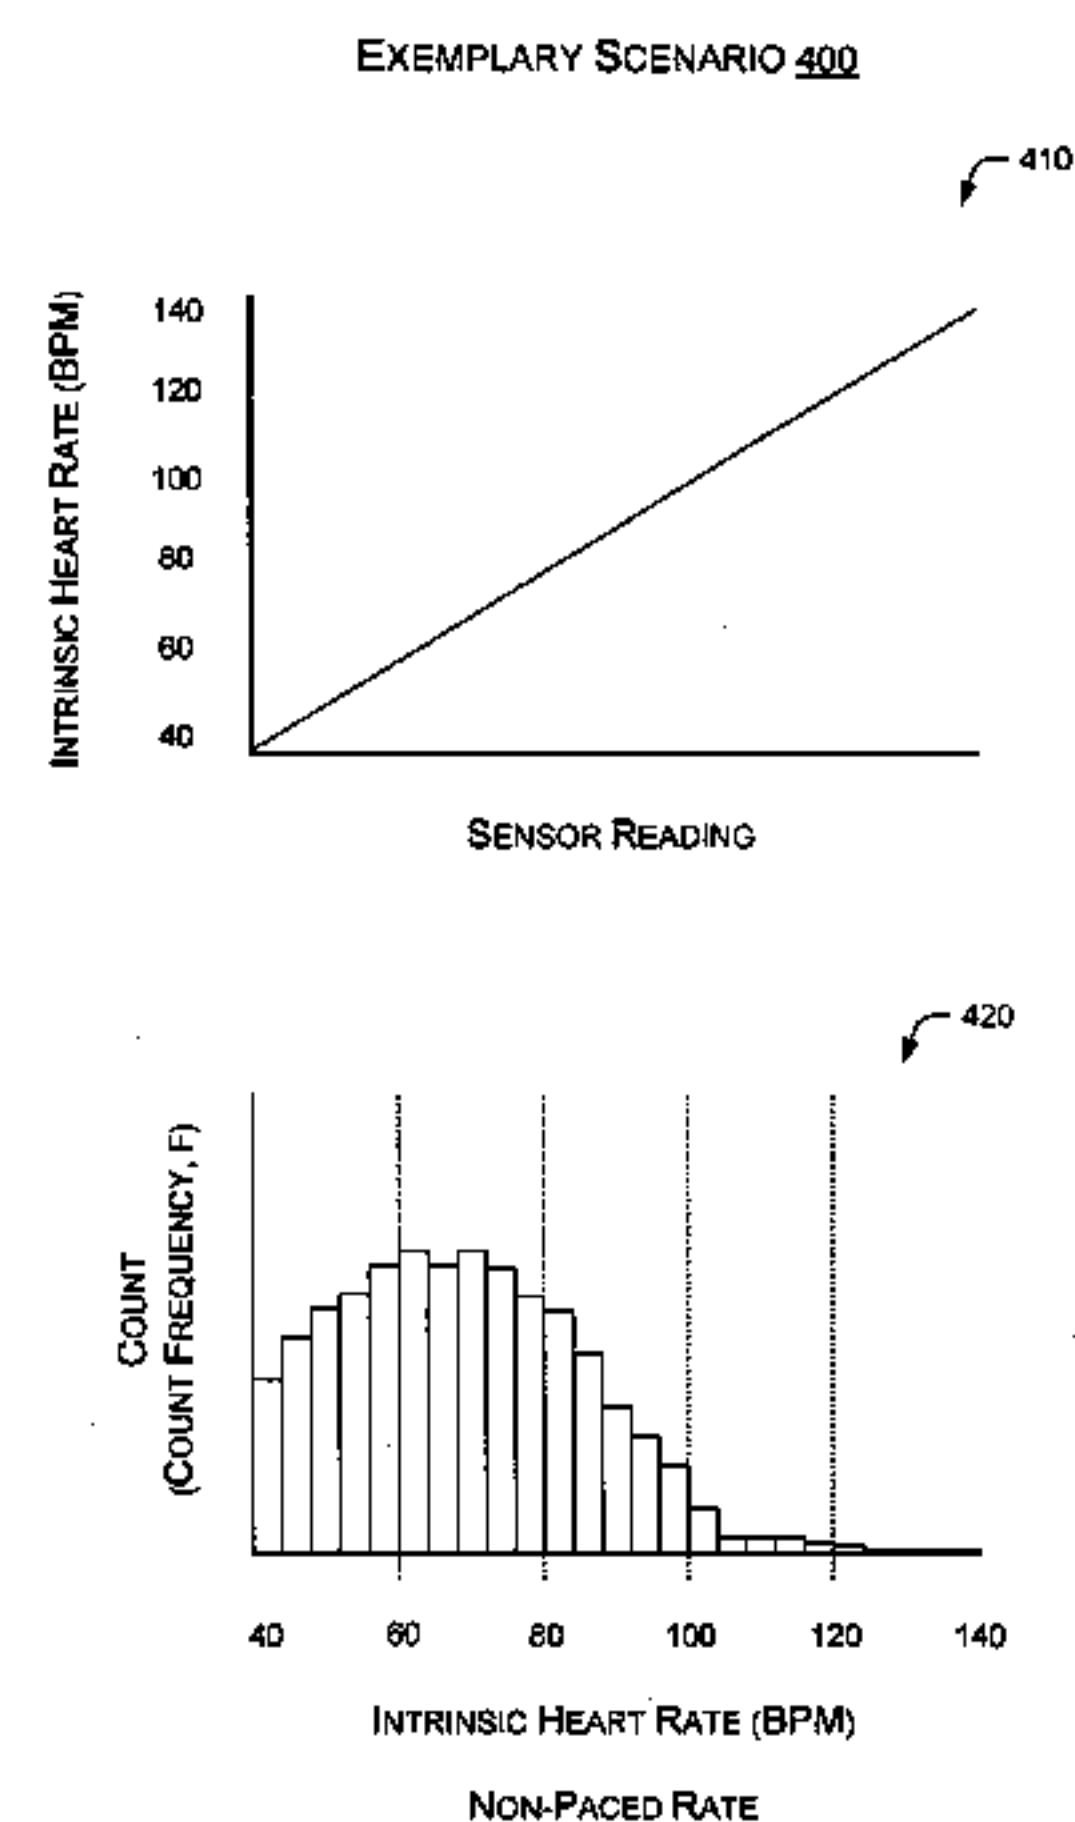 EXEMPLARY SCENARIO 400
410
INTRINSIC HEART RATE (BPM)
140
120
100
80
60
40
SENSOR READING
420
COUNT
(COUNT FREQUENCY, F)
40 60 80 100 120 140
INTRINSIC HEART RATE (BPM)
NON-PACED RATE